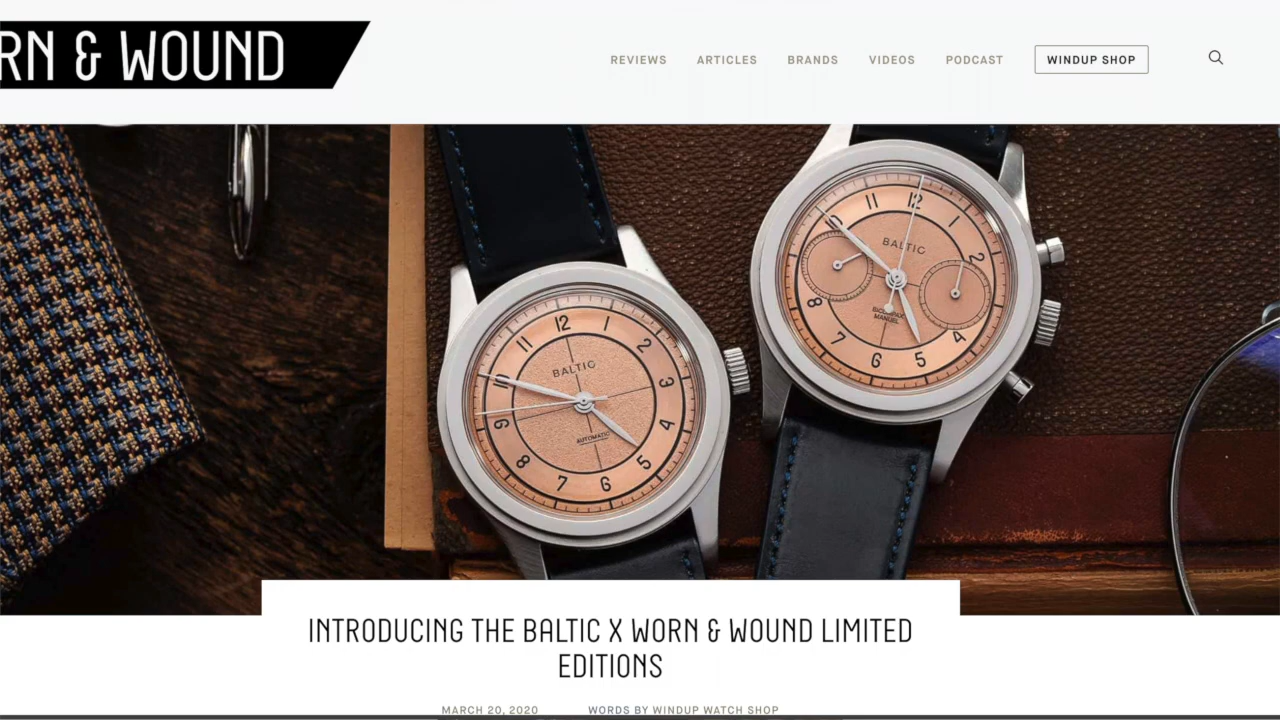 RN & WOUND
REVIEWS ARTICLES BRANDS VIDEOS PODCAST WINDUP SHOP
BALTIC
AUTOMATIC
12
1
2
3
4
5
6
7
8
9
10
11
BALTIC
MANUEL
12
1
2
4
5
6
7
8
10
11
INTRODUCING THE BALTIC X WORN & WOUND LIMITED
EDITIONS
MARCH 20, 2020 WORDS BY WINDUP WATCH SHOP